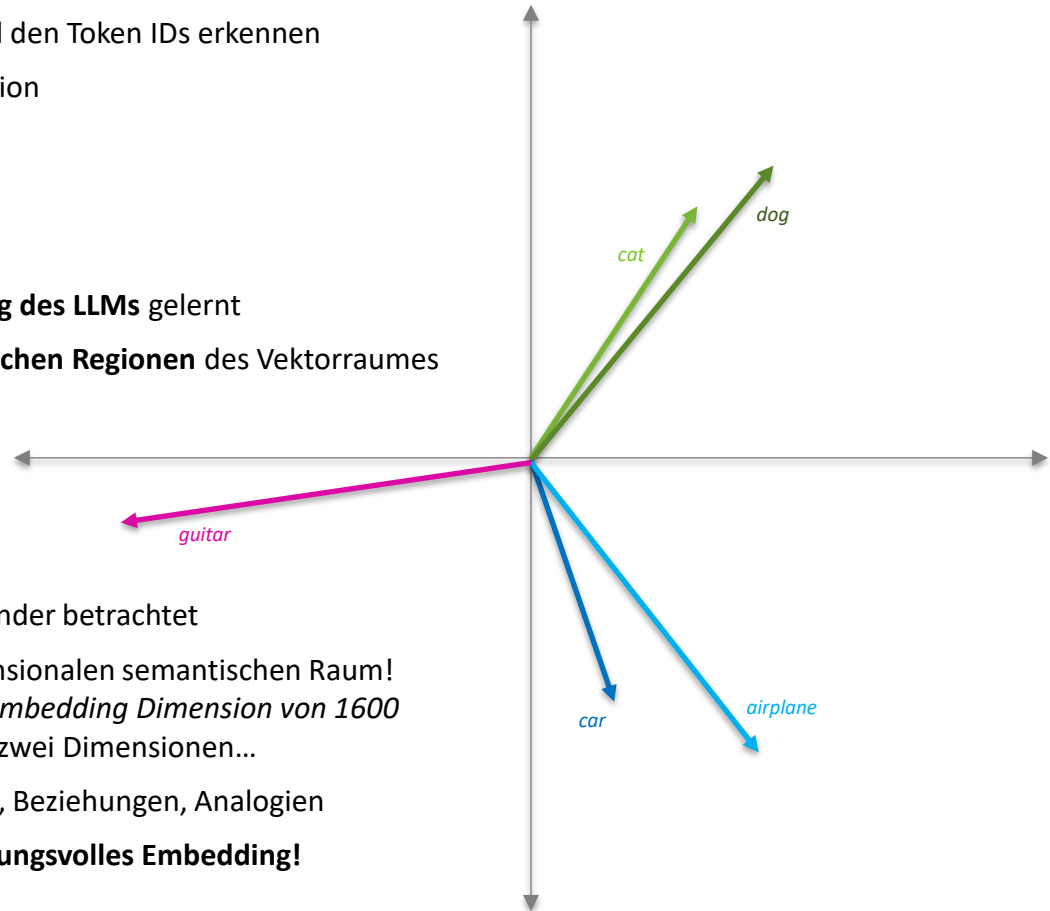 den Token IDs erkennen
ion
cat
dog
g des LLMs gelernt
chen Regionen des Vektorraumes
guitar
nder betrachtet
nsionalen semantischen Raum!
mbedding Dimension von 1600
car
airplane
zwei Dimensionen…
, Beziehungen, Analogien
ungsvolles Embedding!